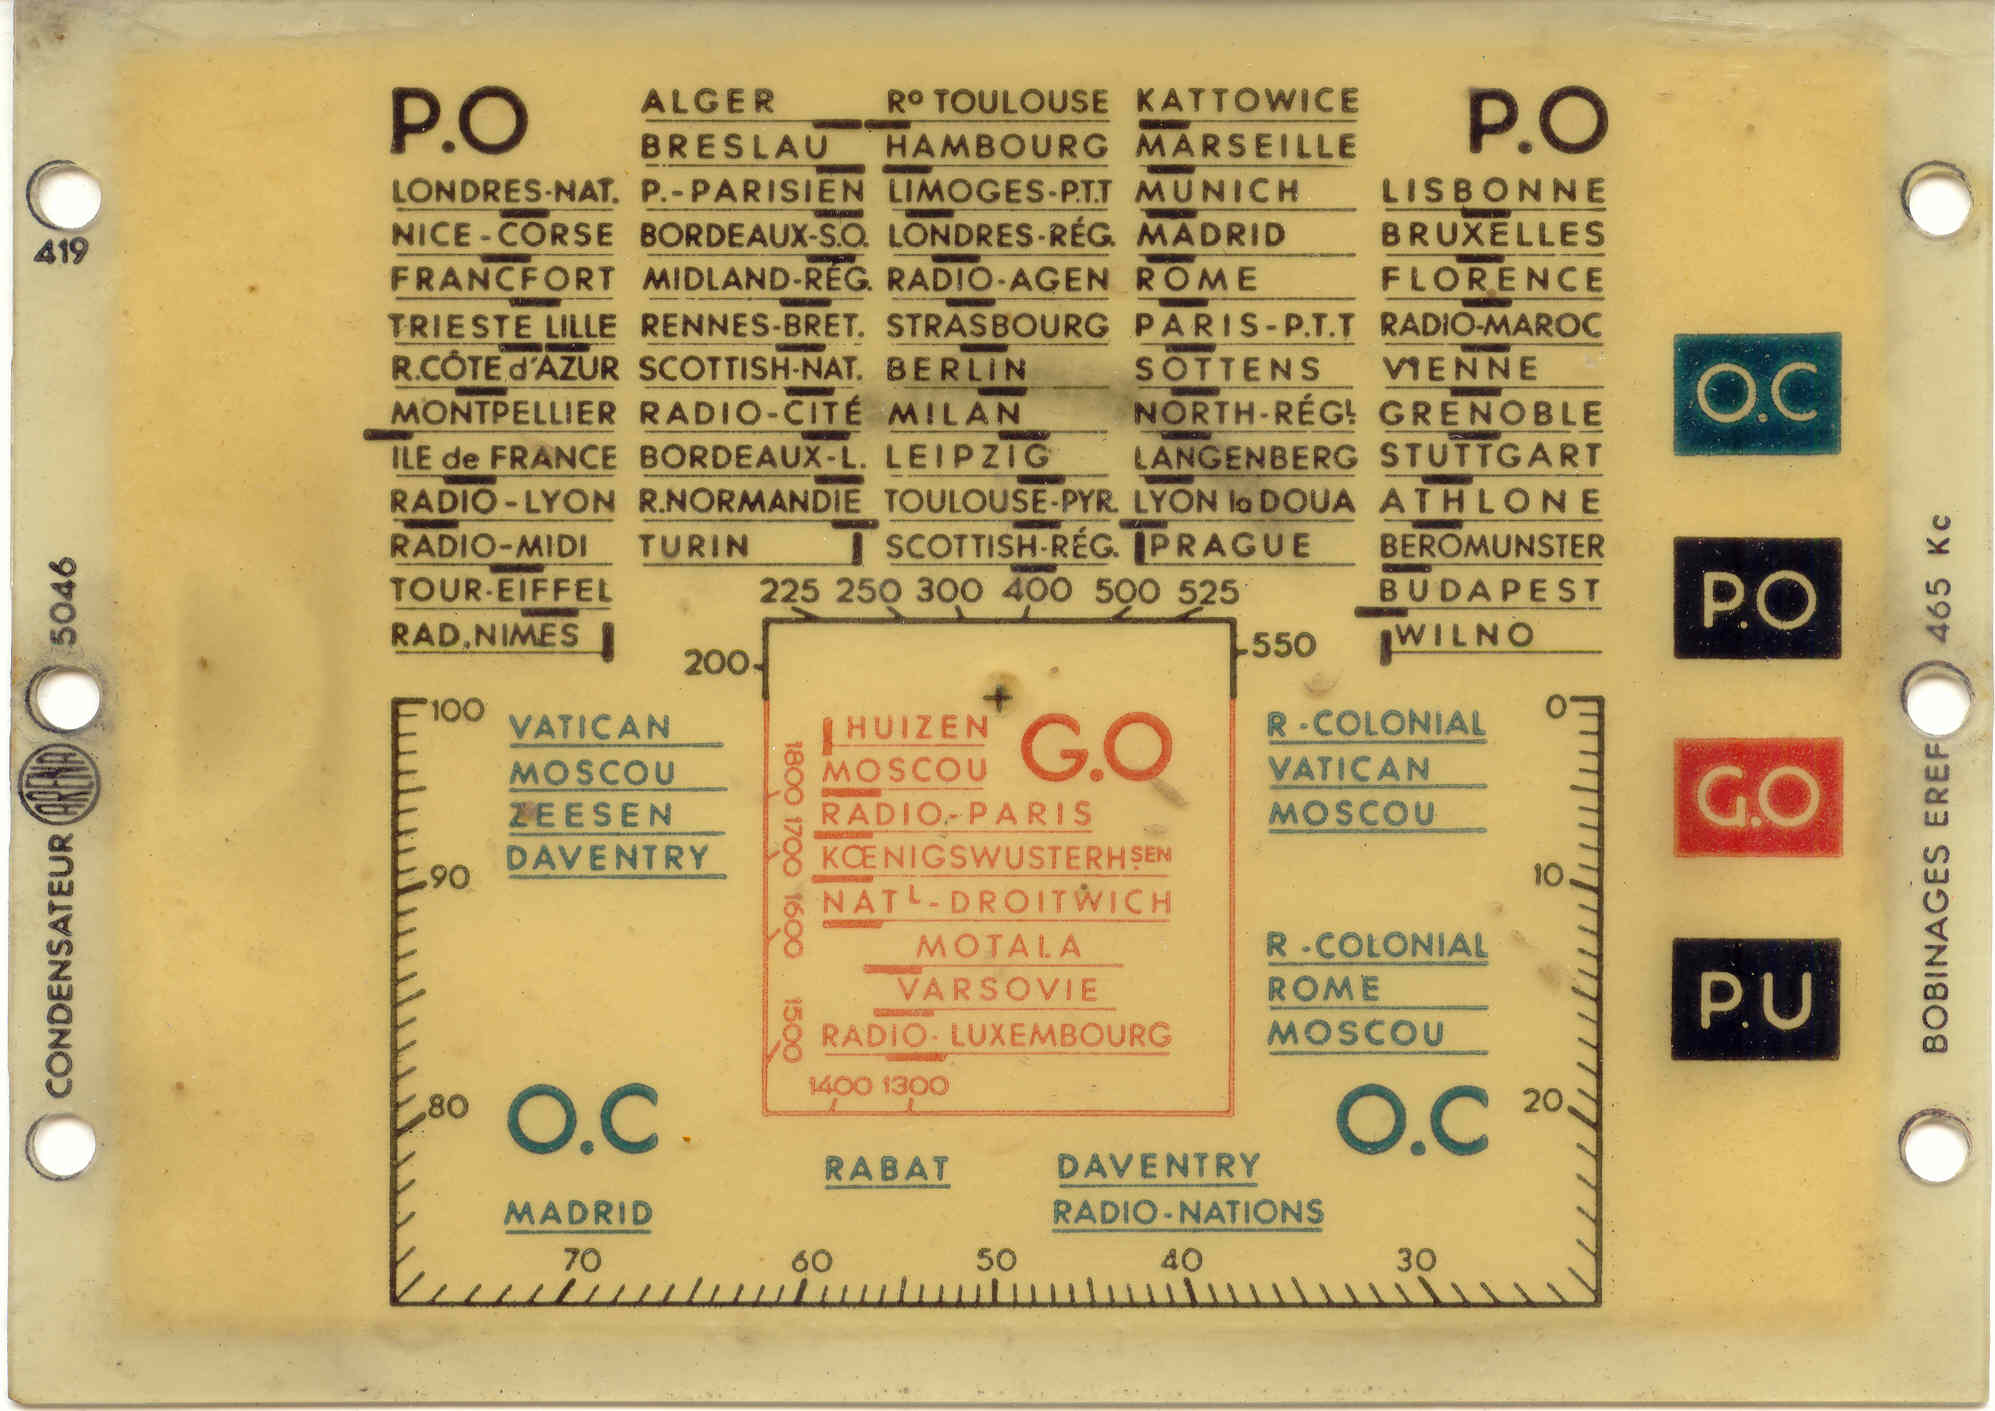 P.O
LONDRES-NAT.
NICE-CORSE
FRANCFORT
TRIESTE LILLE
R.CÔTE d'AZUR
MONTPELLIER
ILE de FRANCE
RADIO-LYON
RADIO-MIDI
TOUR-EIFFEL
RAD.NIMES
ALGER
BRESLAU
P.-PARISIEN
BORDEAUX-S.O.
MIDLAND-RÉG.
RENNES-BRET.
SCOTTISH-NAT.
RADIO-CITÉ
BORDEAUX-L.
R.NORMANDIE
TURIN
Rº TOULOUSE
HAMBOURG
LIMOGES-P.T.T
LONDRES-RÉG.
RADIO-AGEN
STRASBOURG
BERLIN
MILAN
LEIPZIG
TOULOUSE-PYR.
SCOTTISH-RÉG.
KATTOWICE
MARSEILLE
MUNICH
MADRID
ROME
PARIS-P.T.T
SOTTENS
NORTH-RÉGL.
LANGENBERG
LYON la DOUA
PRAGUE
P.O
LISBONNE
BRUXELLES
FLORENCE
RADIO-MAROC
VIENNE
GRENOBLE
STUTTGART
ATHLONE
BEROMUNSTER
BUDAPEST
WILNO
225 250 300 400 500 525
200
550
100
90
80
70
60
50
40
30
20
10
0
VATICAN
MOSCOU
ZEESEN
DAVENTRY
O.C
MADRID
HUIZEN
G.O
MOSCOU
RADIO-PARIS
KŒNIGSWUSTERHSEN
NATL-DROITWICH
MOTALA
VARSOVIE
RADIO-LUXEMBOURG
1800
1700
1600
1500
1400 1300
RABAT
DAVENTRY
RADIO-NATIONS
R-COLONIAL
VATICAN
MOSCOU
R-COLONIAL
ROME
MOSCOU
O.C
O.C
P.O
G.O
P.U
419
CONDENSATEUR ARENA 5046
BOBINAGES EREF 465 Kc